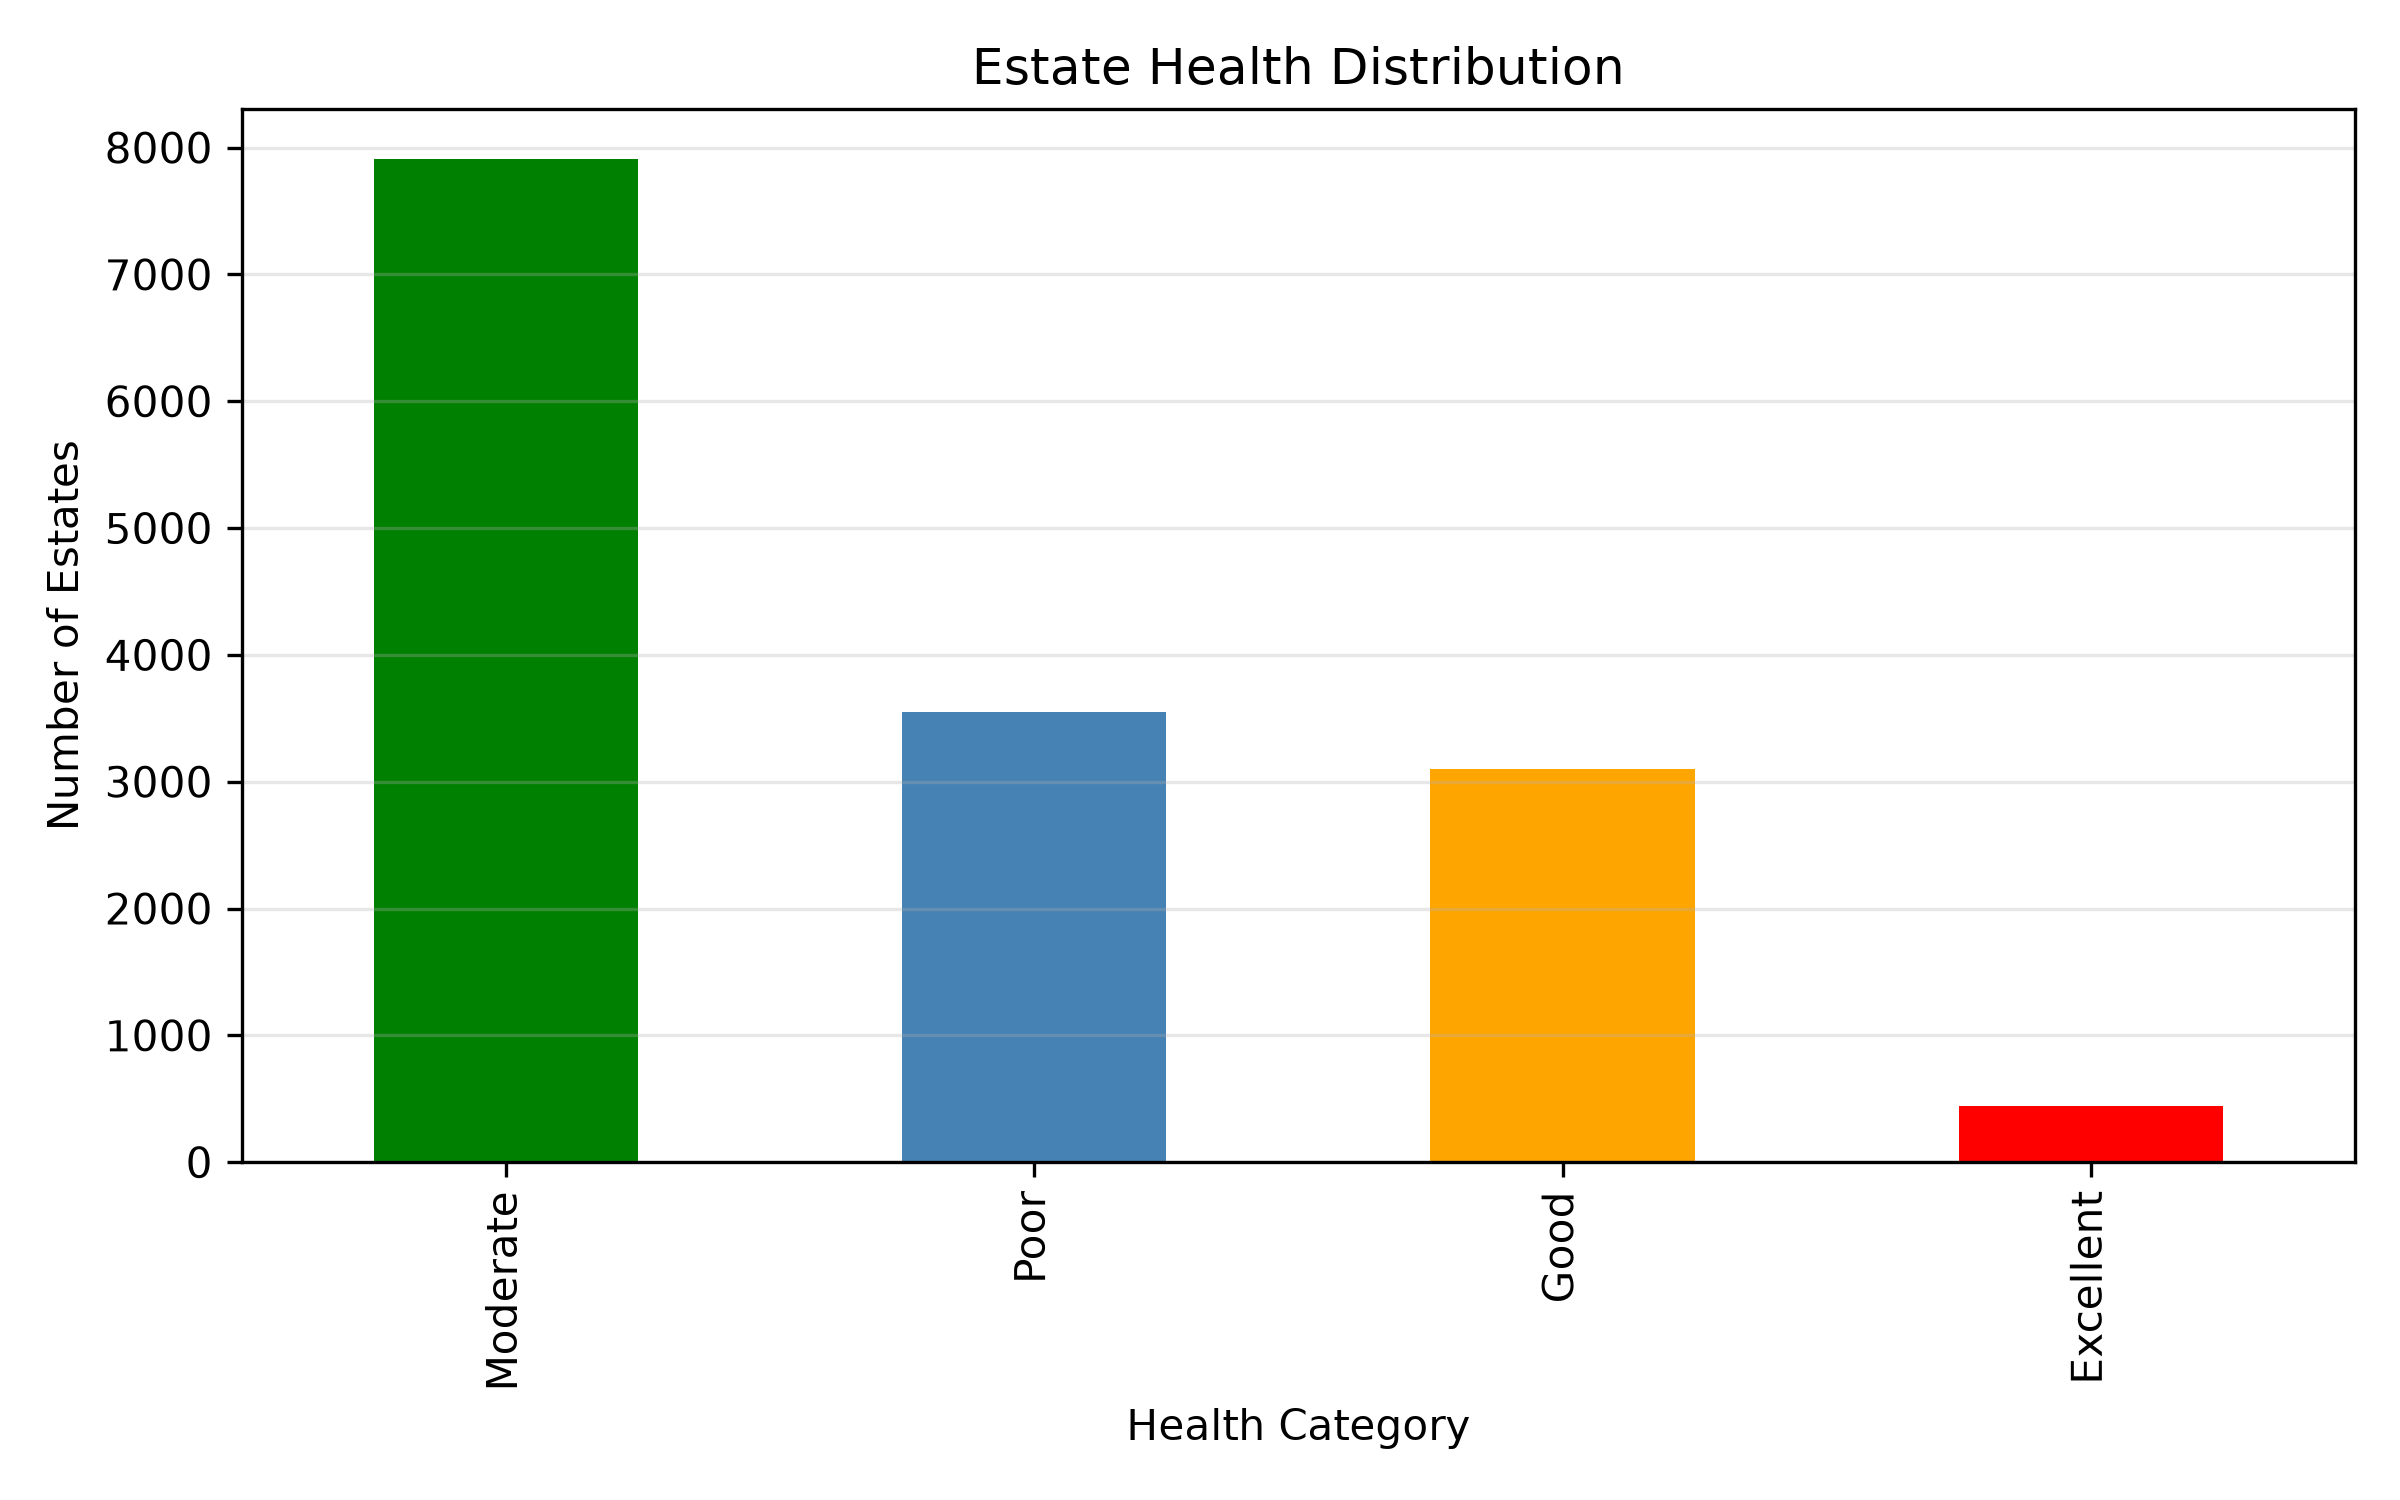 Estate Health Distribution
Number of Estates
8000
7000
6000
5000
4000
3000
2000
1000
0
Moderate
Poor
Good
Excellent
Health Category